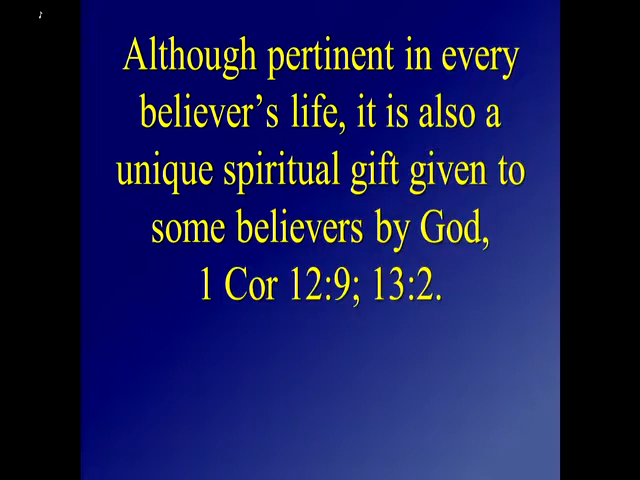 Although pertinent in every
believer’s life, it is also a
unique spiritual gift given to
some believers by God,
1 Cor 12:9; 13:2.